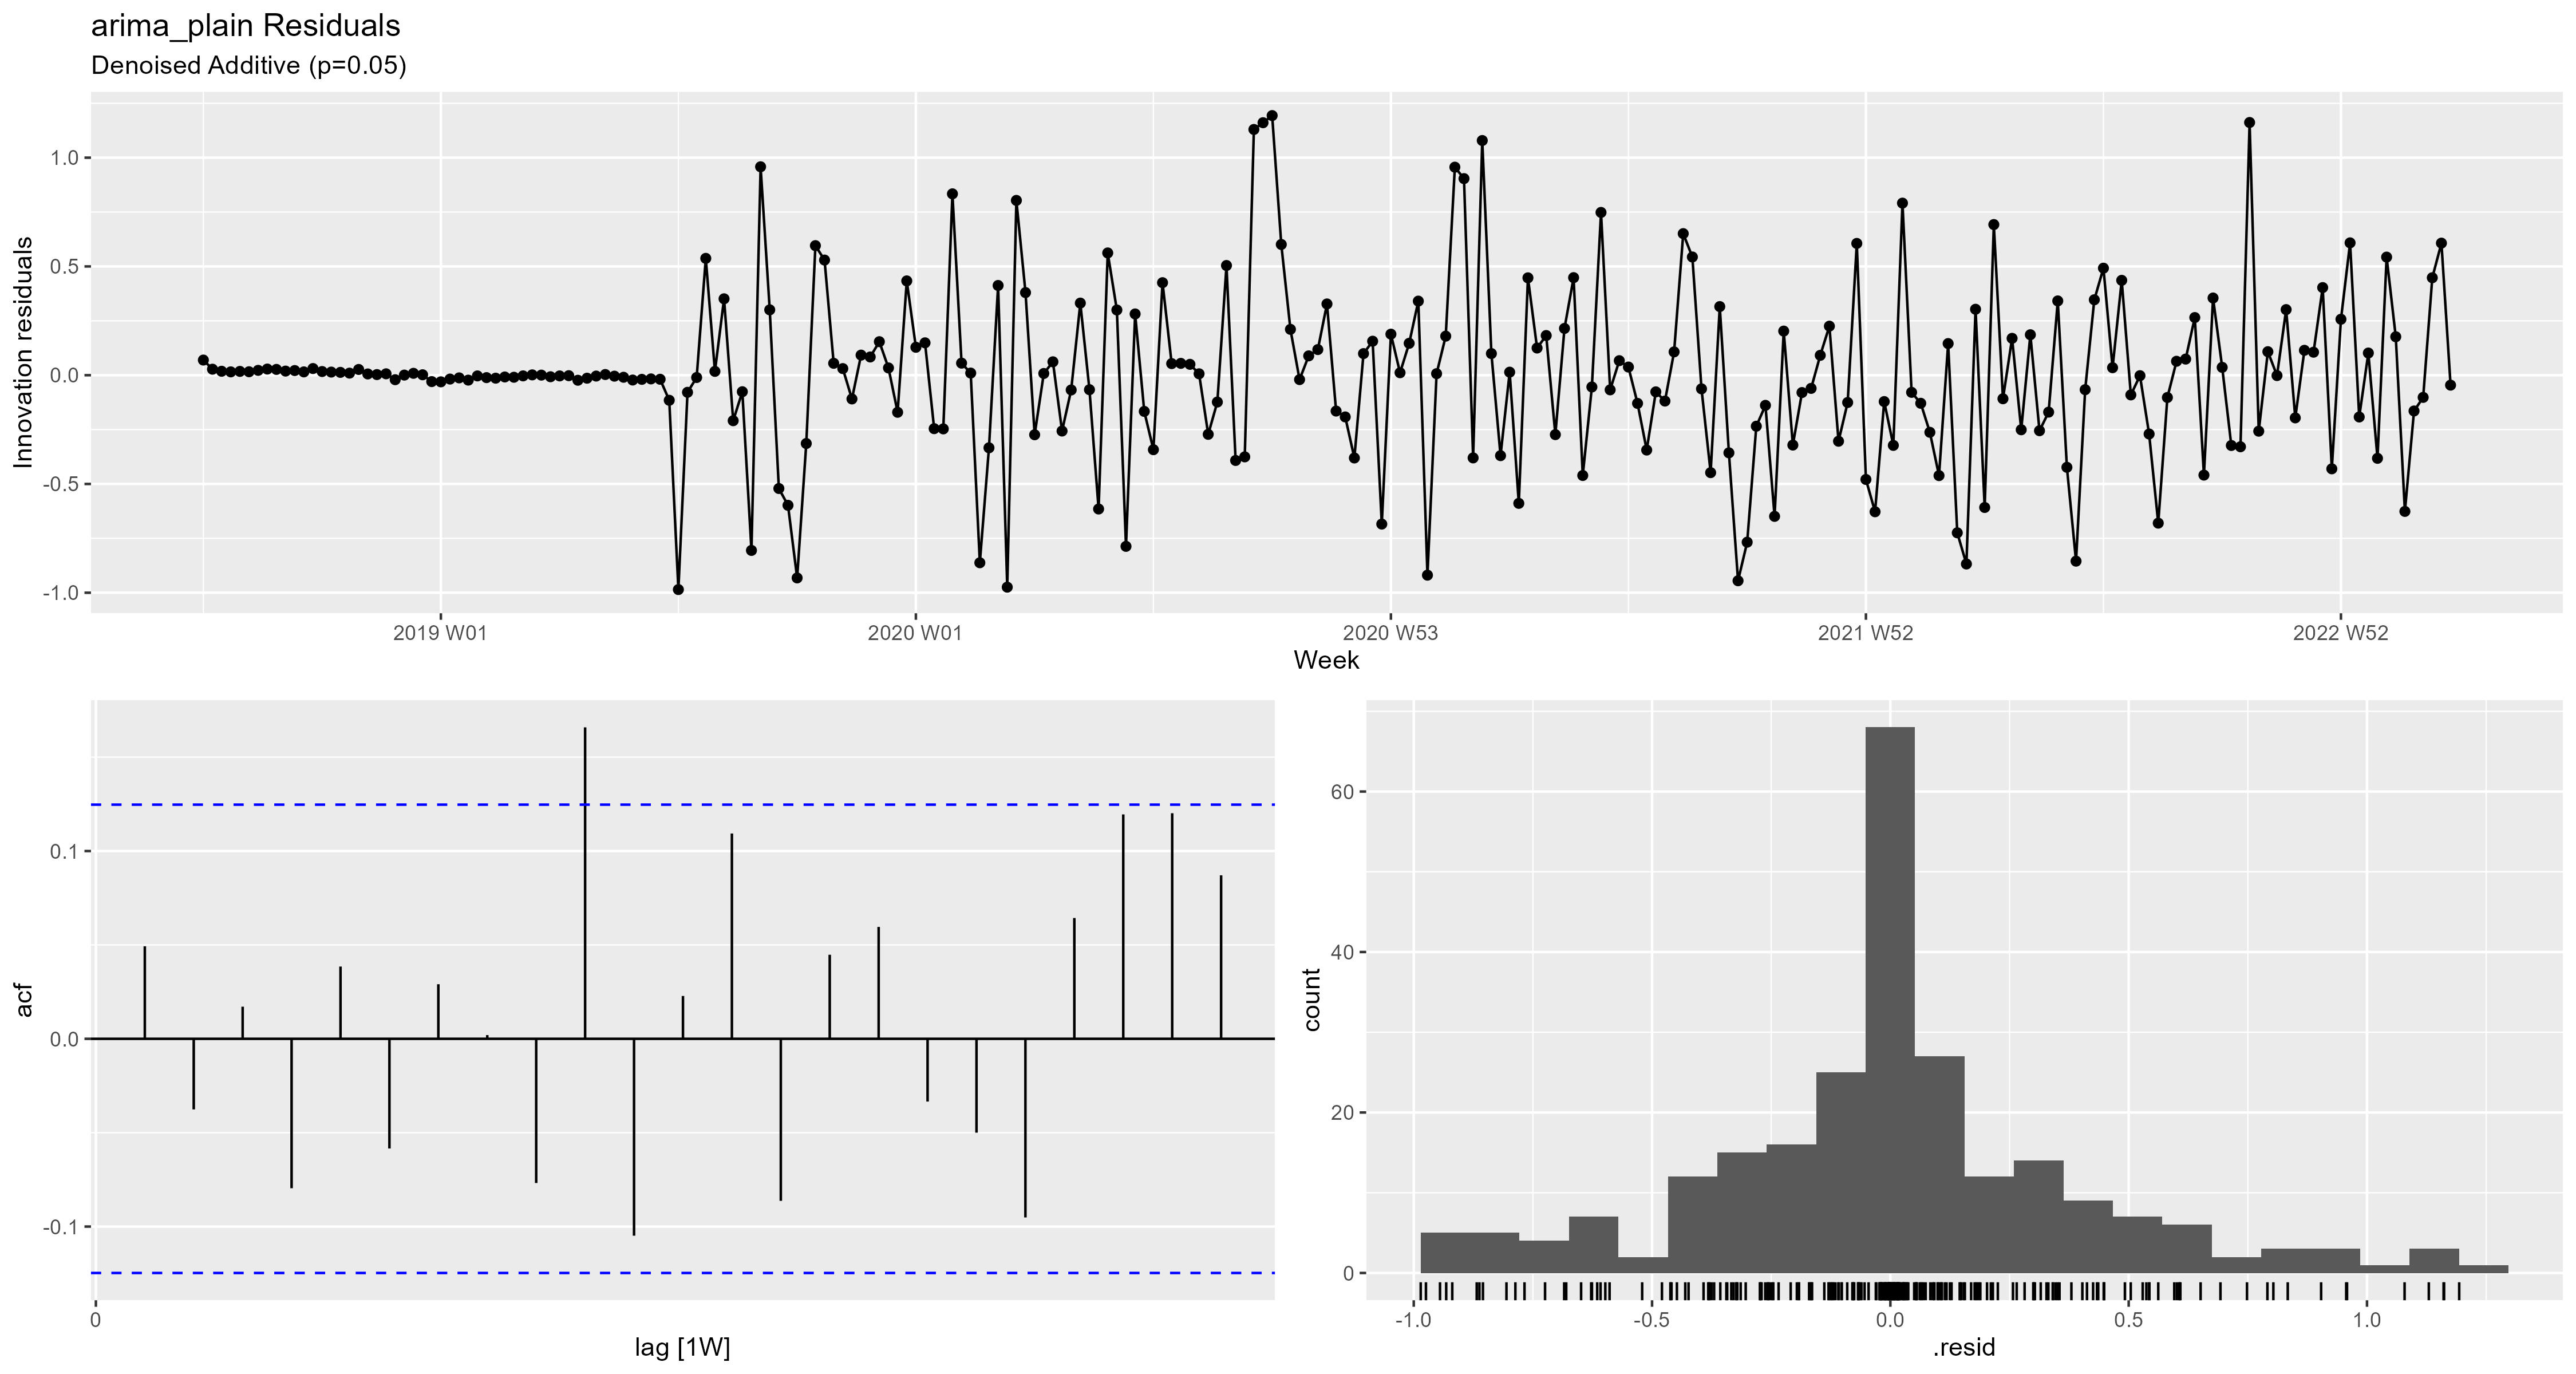 arima_plain Residuals
Denoised Additive (p=0.05)
Innovation residuals
1.0
0.5
0.0
-0.5
-1.0
2019 W01
2020 W01
2020 W53
2021 W52
2022 W52
Week
acf
0.1
0.0
-0.1
0
lag [1W]
count
60
40
20
0
-1.0
-0.5
0.0
0.5
1.0
.resid